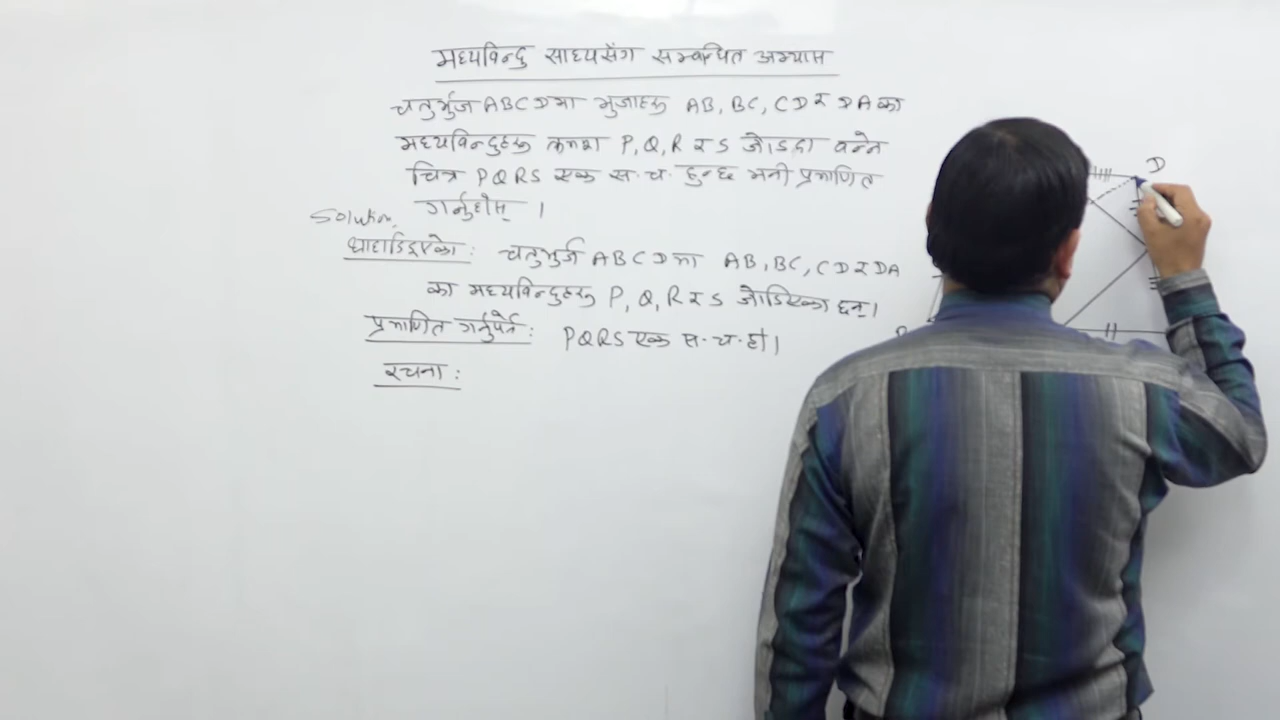 मध्यविन्दु साध्यसँग सम्बन्धित अभ्यास
चतुर्भुज ABCD मा भुजाहरू AB, BC, CD र DA का
मध्यविन्दुहरू क्रमश P, Q, R र S जोड्दा बन्ने
चित्र PQRS एक स.च. हुन्छ भनी प्रमाणित
गर्नुहोस् ।
Solution,
थाहादिइएको : चतुर्भुज ABCD मा AB, BC, CD र DA
का मध्यविन्दुहरू P, Q, R र S जोडिएका छन् ।
प्रमाणित गर्नुपर्ने : PQRS एक स.च. हो ।
रचना :
D